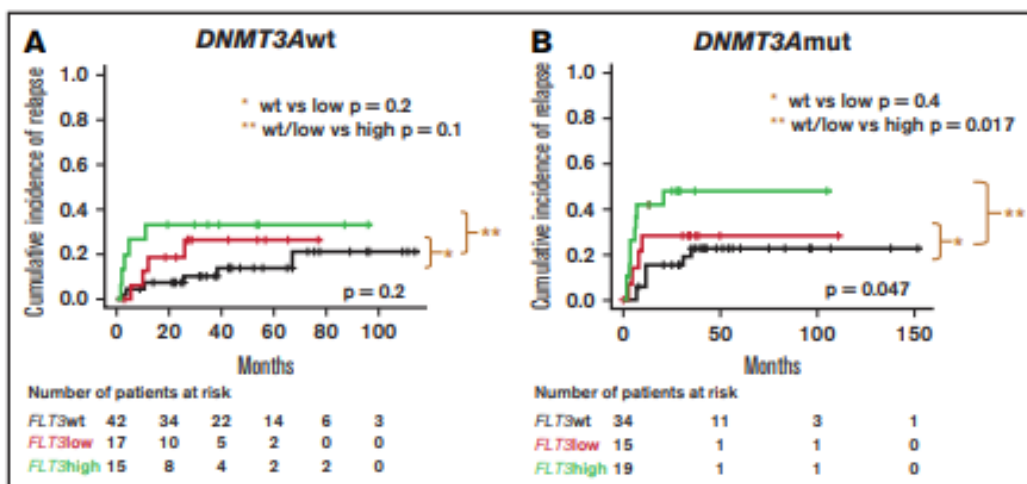 A DNMT3Awt
Cumulative incidence of relapse
1.0
0.8
0.6
0.4
0.2
0.0
* wt vs low p = 0.2
** wt/low vs high p = 0.1
**
*
p = 0.2
0 20 40 60 80 100
Months
Number of patients at risk
FLT3wt 42 34 22 14 6 3
FLT3low 17 10 5 2 0 0
FLT3high 15 8 4 2 2 0
B DNMT3Amut
Cumulative incidence of relapse
1.0
0.8
0.6
0.4
0.2
0.0
* wt vs low p = 0.4
** wt/low vs high p = 0.017
**
*
p = 0.047
0 50 100 150
Months
Number of patients at risk
FLT3wt 34 11 3 1
FLT3low 15 1 1 0
FLT3high 19 1 1 0